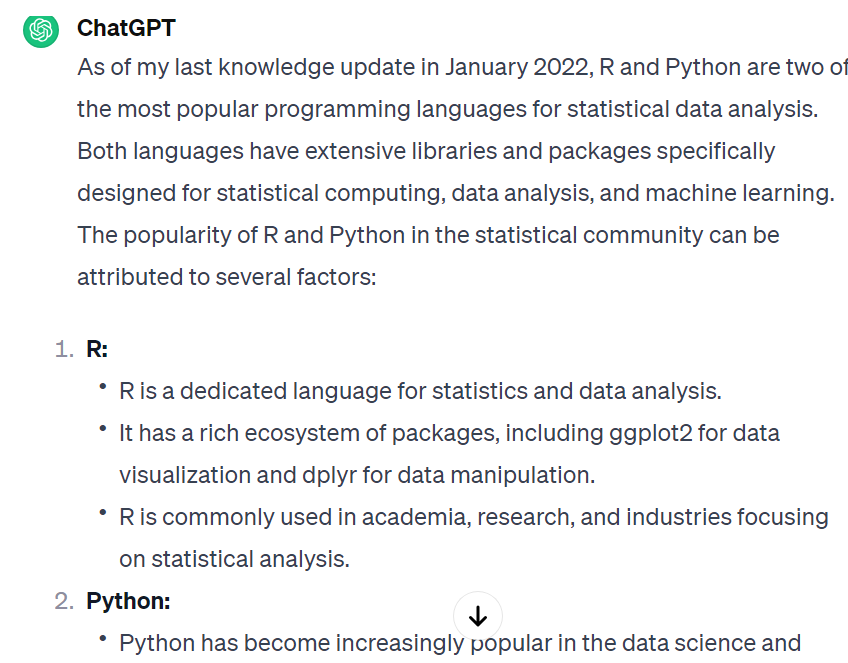 ChatGPT
As of my last knowledge update in January 2022, R and Python are two of
the most popular programming languages for statistical data analysis.
Both languages have extensive libraries and packages specifically
designed for statistical computing, data analysis, and machine learning.
The popularity of R and Python in the statistical community can be
attributed to several factors:
1. R:
• R is a dedicated language for statistics and data analysis.
• It has a rich ecosystem of packages, including ggplot2 for data
visualization and dplyr for data manipulation.
• R is commonly used in academia, research, and industries focusing
on statistical analysis.
2. Python:
• Python has become increasingly popular in the data science and